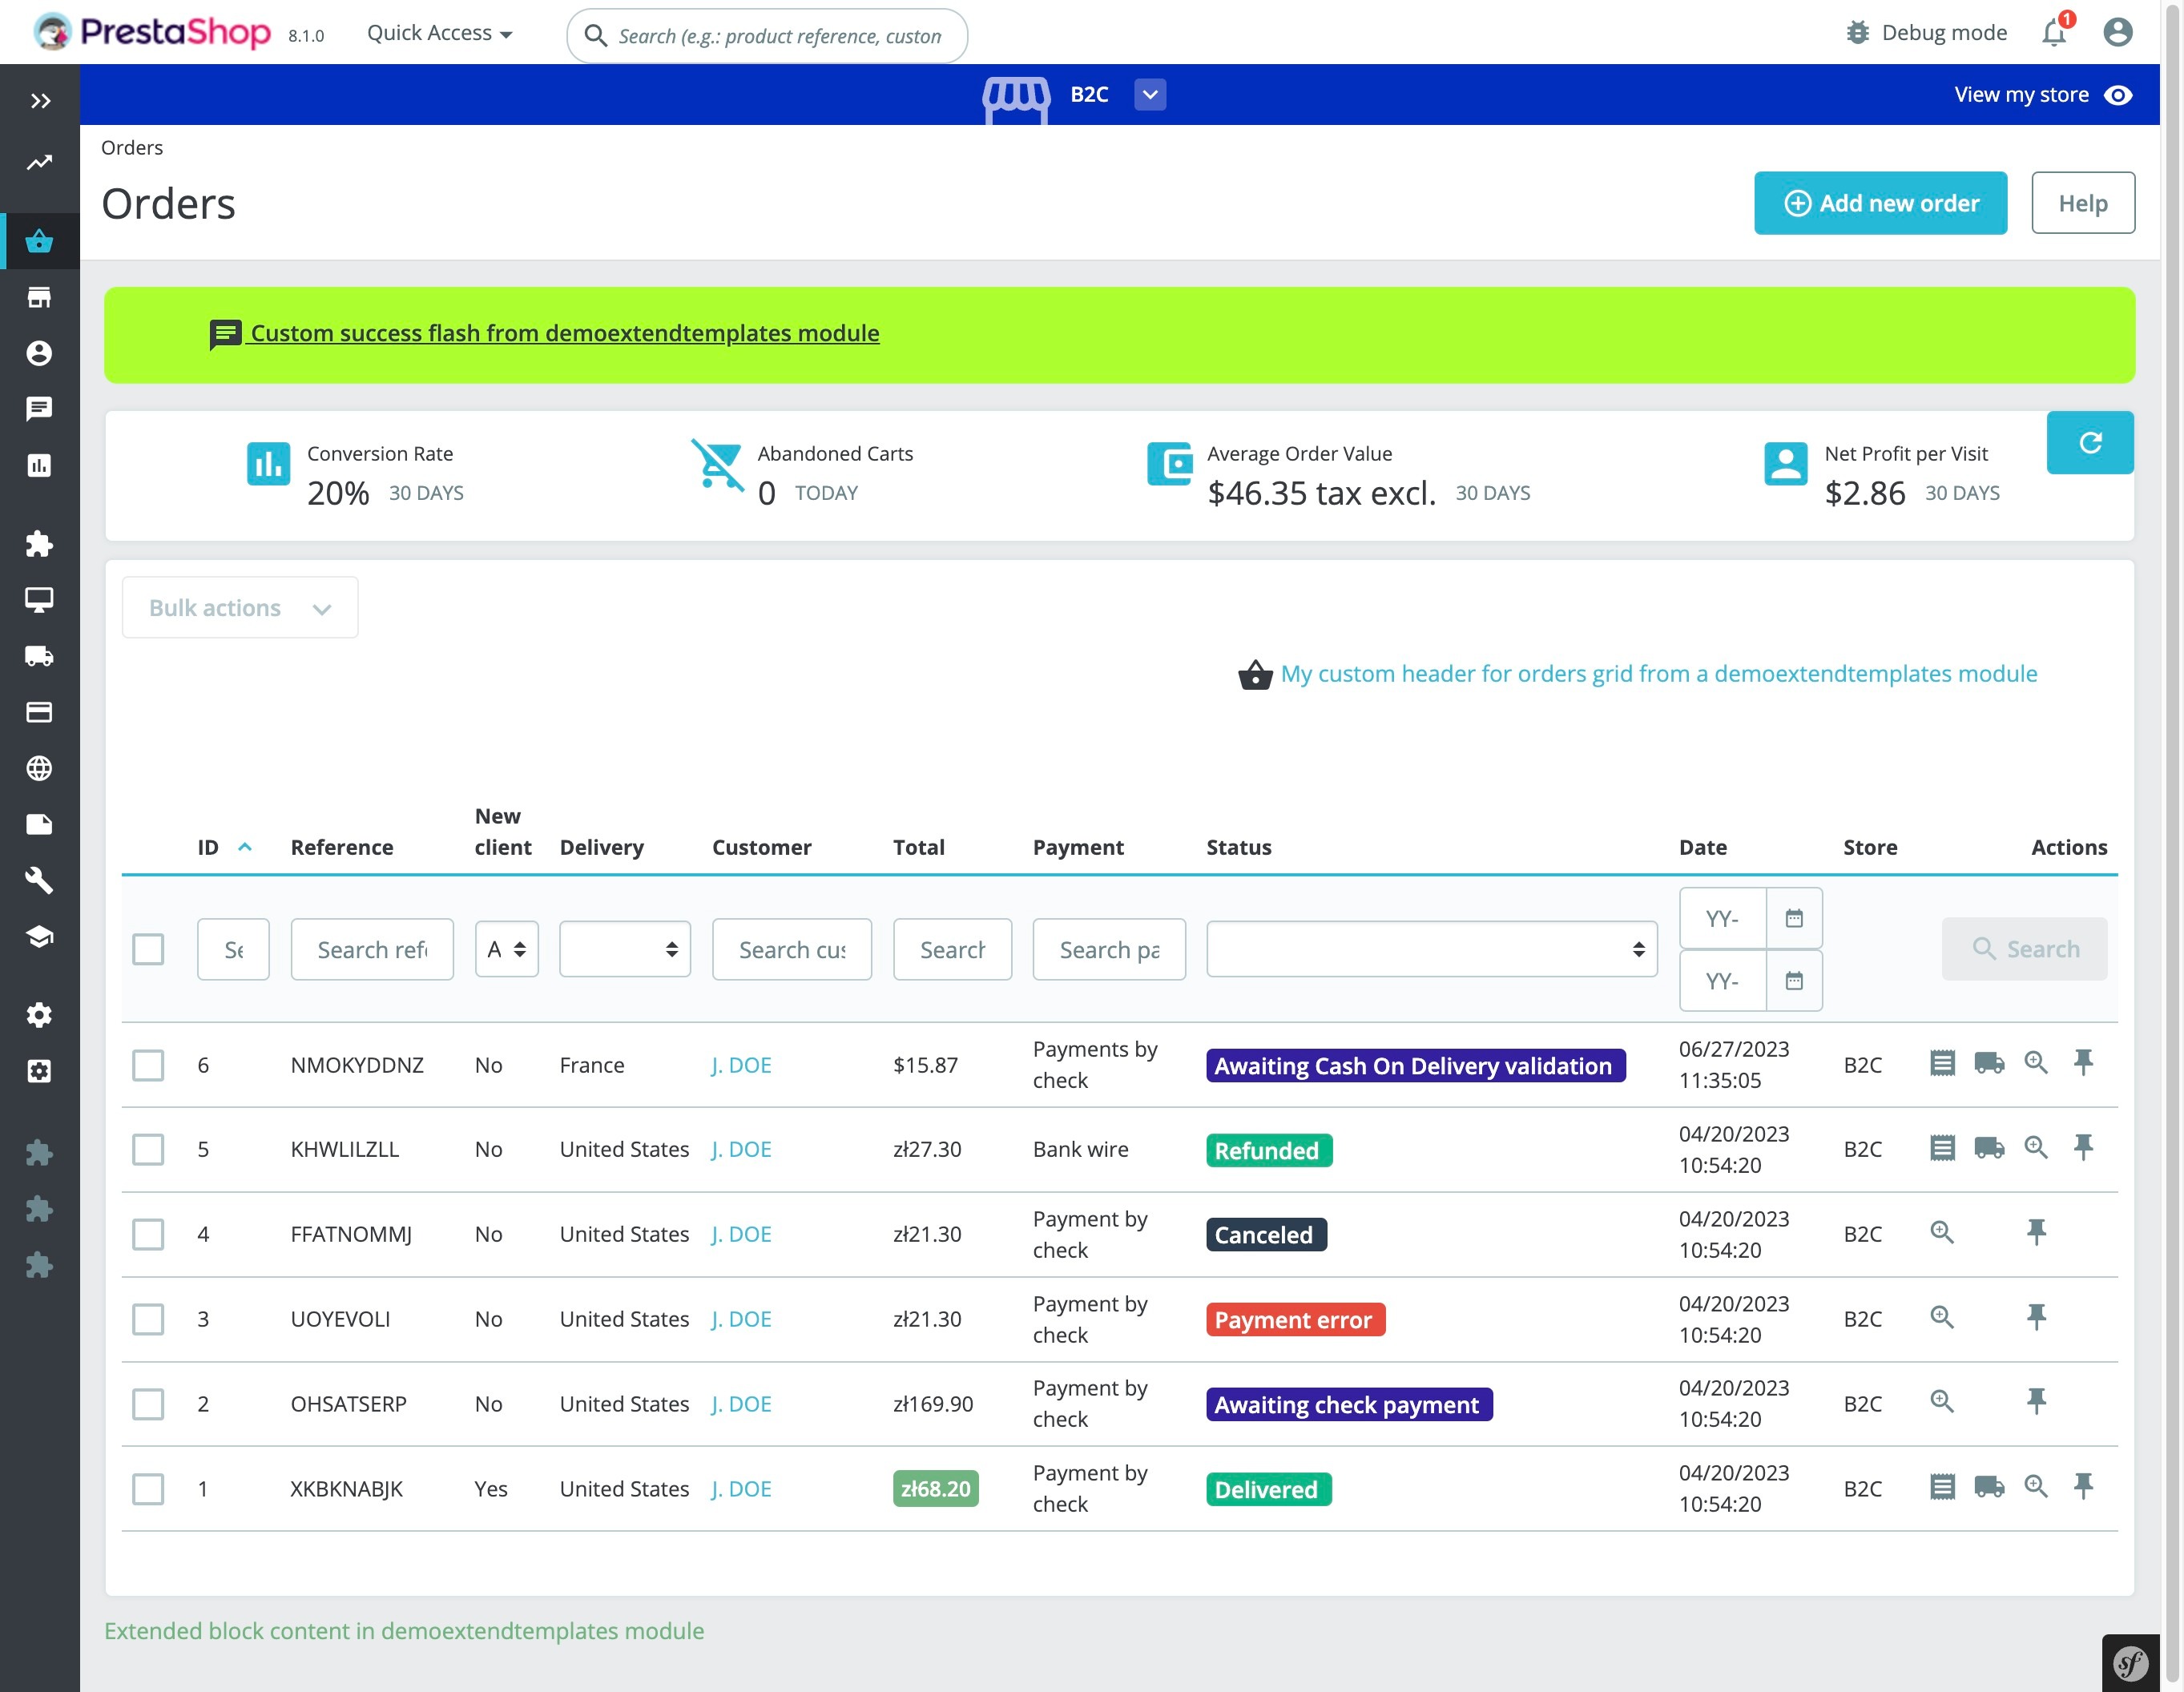 PrestaShop 8.1.0 Quick Access Search (e.g.: product reference, custon Debug mode 1
B2C View my store
Orders
Orders
Add new order Help
Custom success flash from demoextendtemplates module
Conversion Rate Abandoned Carts Average Order Value Net Profit per Visit
20% 30 DAYS 0 TODAY $46.35 tax excl. 30 DAYS $2.86 30 DAYS
Bulk actions
My custom header for orders grid from a demoextendtemplates module
New
ID Reference client Delivery Customer Total Payment Status Date Store Actions
YY-
Se Search ref A Search cus Search Search pa Search
YY-
Payments by 06/27/2023
6 NMOKYDDNZ No France J. DOE $15.87 Awaiting Cash On Delivery validation B2C
check 11:35:05
04/20/2023
5 KHWLILZLL No United States J. DOE zł27.30 Bank wire Refunded B2C
10:54:20
Payment by 04/20/2023
4 FFATNOMMJ No United States J. DOE zł21.30 Canceled B2C
check 10:54:20
Payment by 04/20/2023
3 UOYEVOLI No United States J. DOE zł21.30 Payment error B2C
check 10:54:20
Payment by 04/20/2023
2 OHSATSERP No United States J. DOE zł169.90 Awaiting check payment B2C
check 10:54:20
Payment by 04/20/2023
1 XKBKNABJK Yes United States J. DOE zł68.20 Delivered B2C
check 10:54:20
Extended block content in demoextendtemplates module
sf